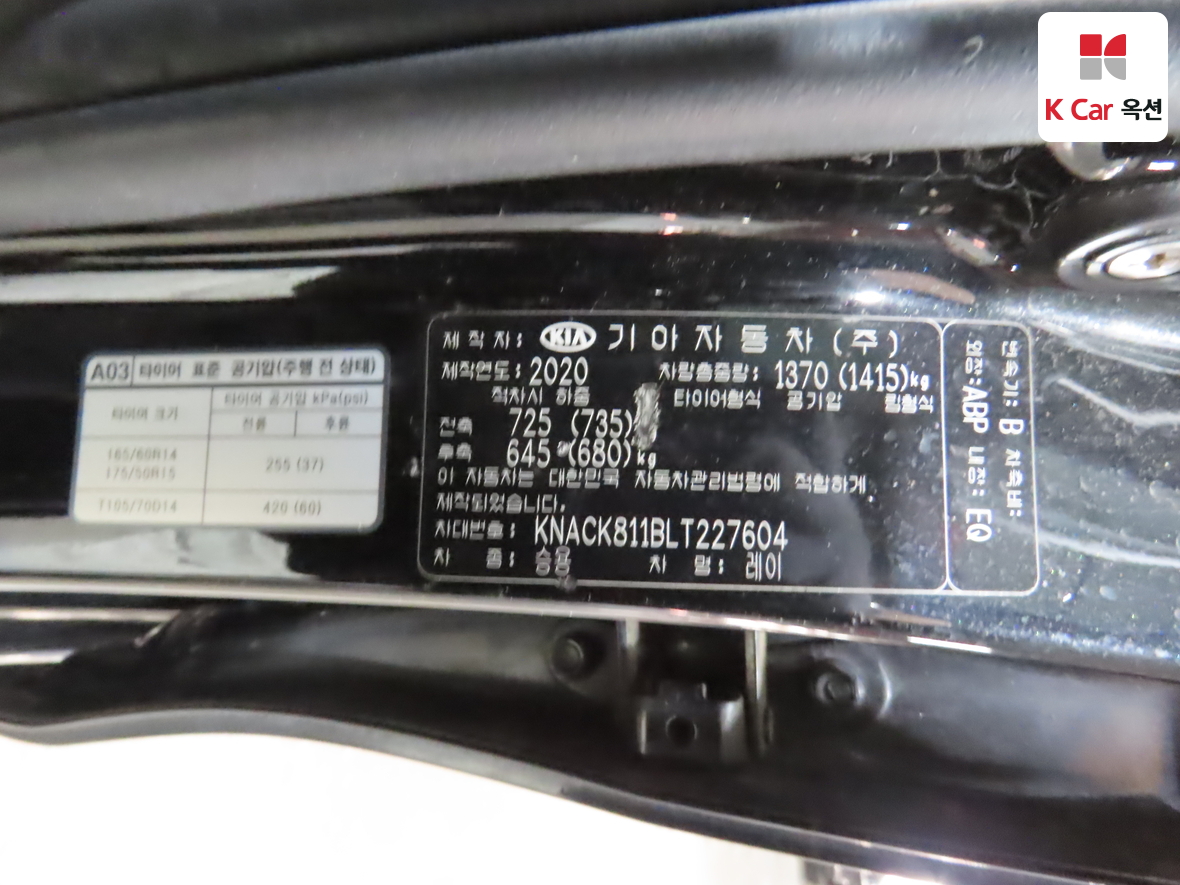 K Car 옥션
제작자: KIA 기아자동차(주)
제작연도: 2020 차량총중량: 1370 (1415)kg
적차시 하중 타이어형식 공기압 림형식
전축 725 (735)
후축 645 (680)kg
이 자동차는 대한민국 자동차관리법령에 적합하게
제작되었습니다.
차대번호: KNACK811BLT227604
차 종: 승용 차 명: 레이
변속기: B 차축비:
외장: ABP 내장: EQ
A03 타이어 표준 공기압(주행 전 상태)
타이어 크기 타이어 공기압 kPa(psi)
전륜 후륜
165/60R14
175/50R15
255 (37)
T105/70D14 420 (60)